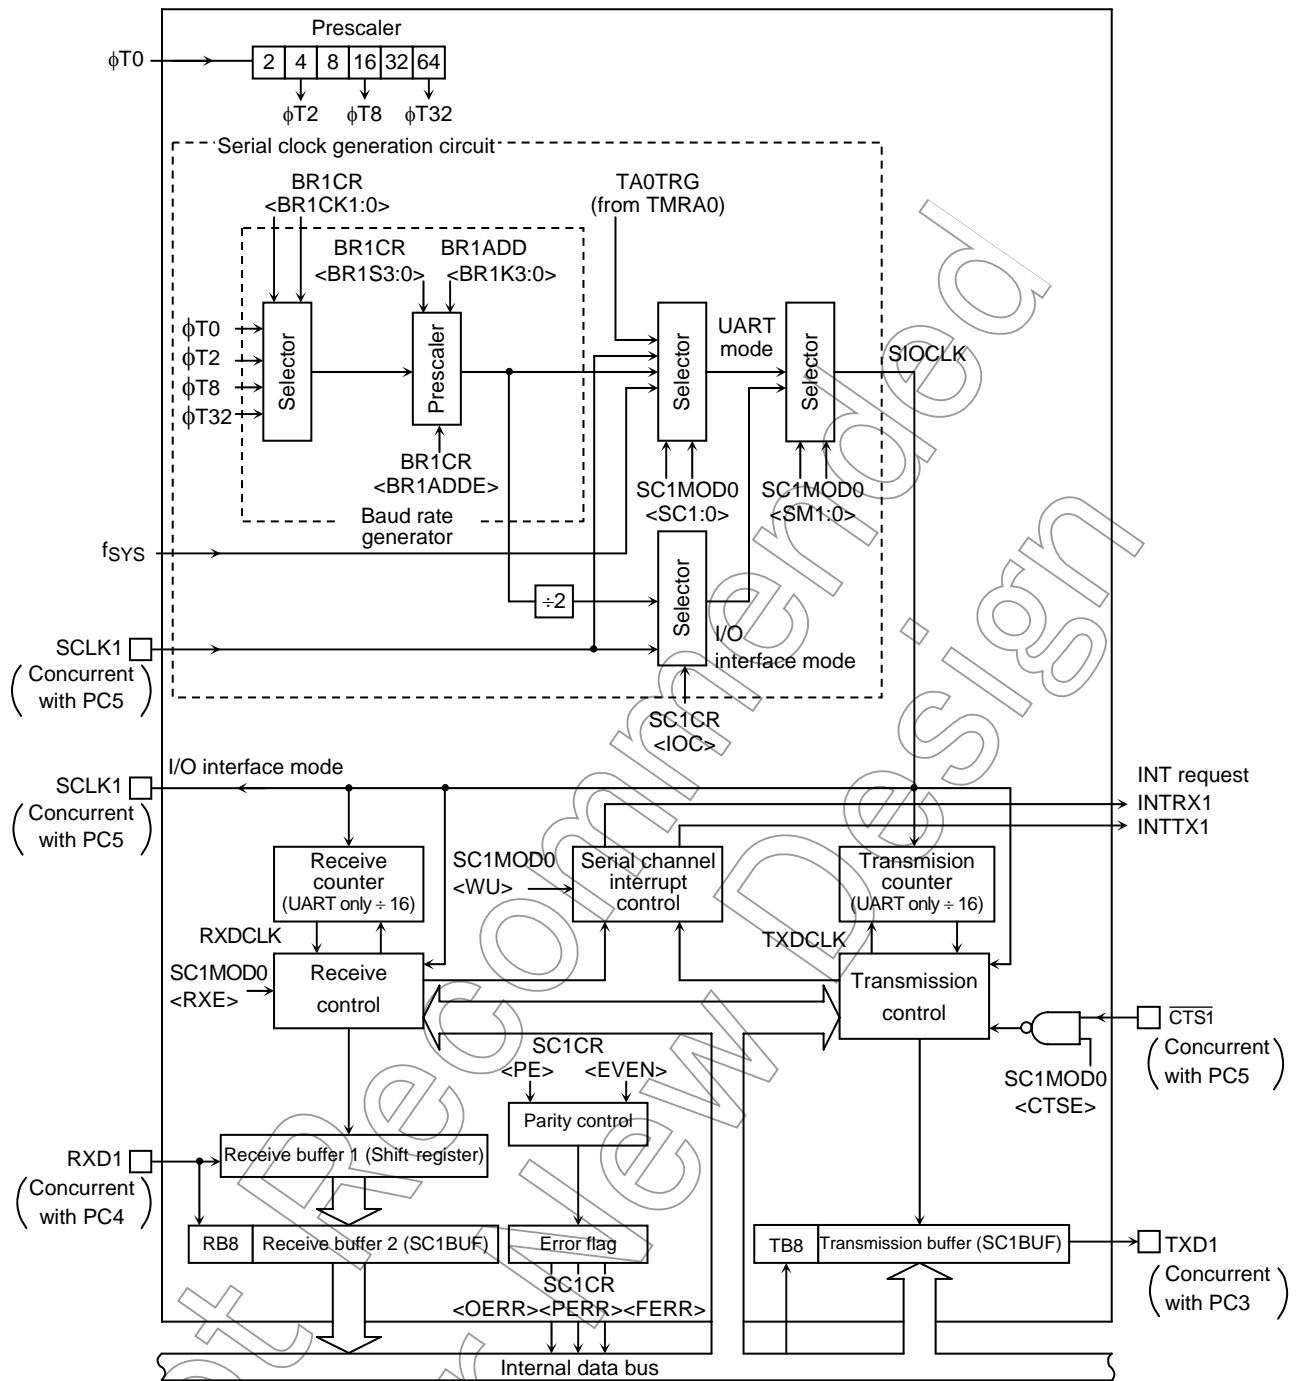 Prescaler
ϕT0
2 4 8 16 32 64
ϕT2 ϕT8 ϕT32
Serial clock generation circuit
BR1CR
<BR1CK1:0>
TA0TRG
(from TMRA0)
BR1CR
<BR1S3:0>
BR1ADD
<BR1K3:0>
ϕT0
ϕT2
ϕT8
ϕT32
Selector
Prescaler
Selector
UART
mode
Selector
SIOCLK
BR1CR
<BR1ADDE>
SC1MOD0
<SC1:0>
SC1MOD0
<SM1:0>
Baud rate
generator
fSYS
÷2
Selector
I/O
interface mode
SCLK1
(Concurrent
with PC5)
SC1CR
<IOC>
I/O interface mode
SCLK1
(Concurrent
with PC5)
INT request
INTRX1
INTTX1
Receive
counter
(UART only ÷ 16)
SC1MOD0
<WU>
Serial channel
interrupt
control
Transmision
counter
(UART only ÷ 16)
RXDCLK
TXDCLK
SC1MOD0
<RXE>
Receive
control
Transmission
control
CTS1
(Concurrent
with PC5)
SC1MOD0
<CTSE>
SC1CR
<PE> <EVEN>
Parity control
RXD1
(Concurrent
with PC4)
Receive buffer 1 (Shift register)
RB8 Receive buffer 2 (SC1BUF)
Error flag
TB8 Transmission buffer (SC1BUF)
TXD1
(Concurrent
with PC3)
SC1CR
<OERR><PERR><FERR>
Internal data bus
Recommended
New Design